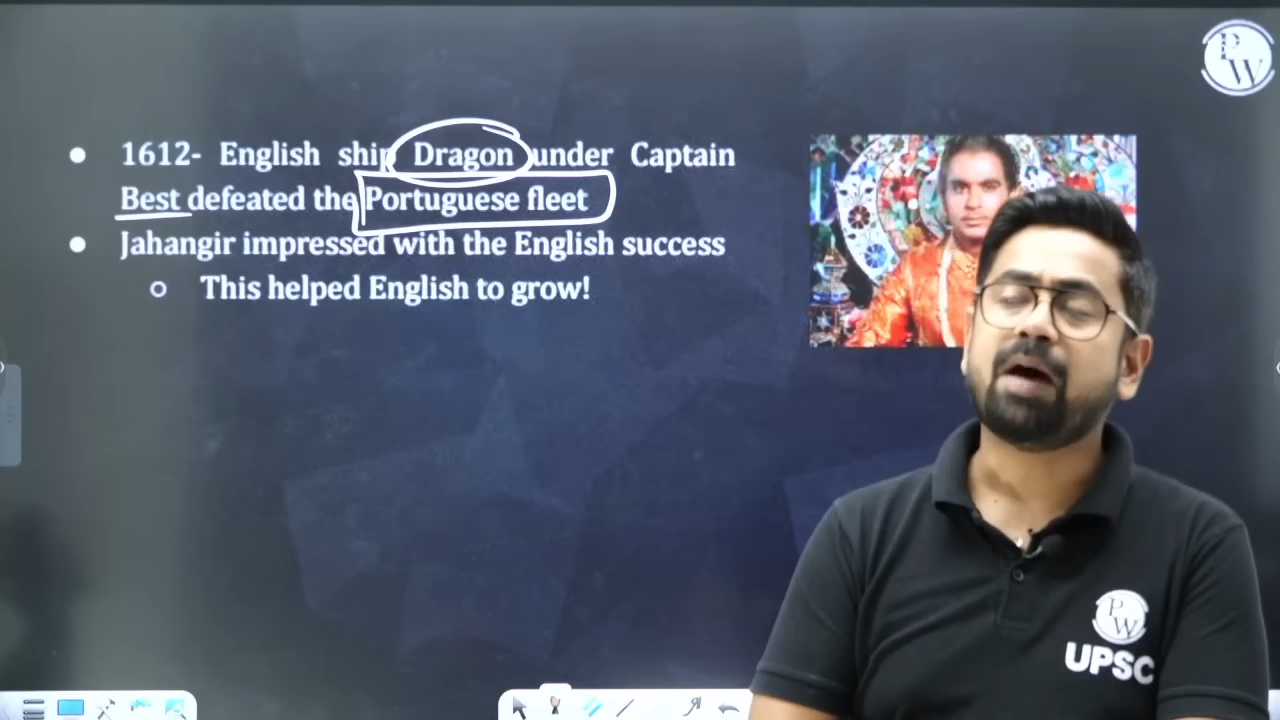 P
W
1612- English ship Dragon under Captain
Best defeated the Portuguese fleet
Jahangir impressed with the English success
This helped English to grow!
P
W
UPSC